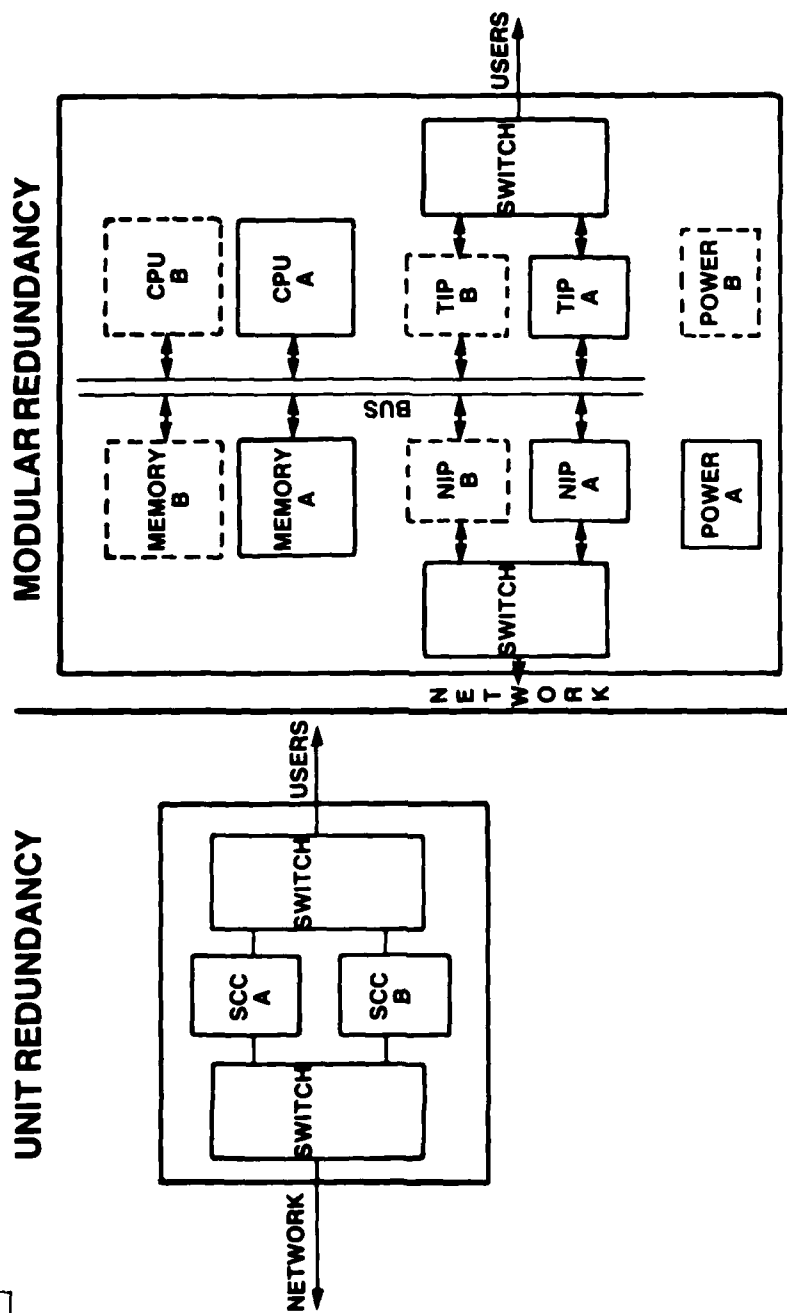 UNIT REDUNDANCY
NETWORK
SWITCH
SCC
A
SCC
B
SWITCH
USERS
MODULAR REDUNDANCY
NETWORK
MEMORY
B
CPU
B
MEMORY
A
CPU
A
BUS
SWITCH
NIP
B
TIP
B
NIP
A
TIP
A
SWITCH
USERS
POWER
A
POWER
B